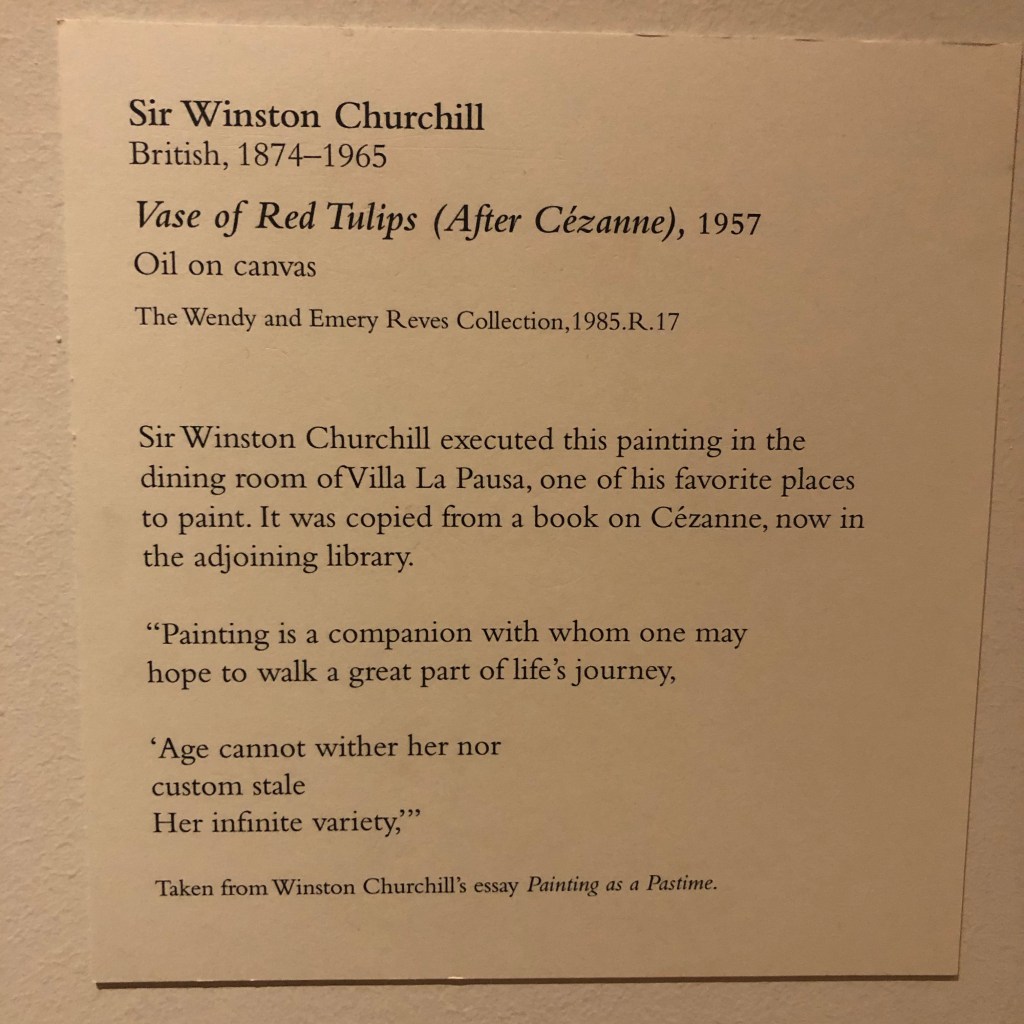 Sir Winston Churchill
British, 1874–1965
Vase of Red Tulips (After Cézanne), 1957
Oil on canvas
The Wendy and Emery Reves Collection,1985.R.17
Sir Winston Churchill executed this painting in the
dining room of Villa La Pausa, one of his favorite places
to paint. It was copied from a book on Cézanne, now in
the adjoining library.
“Painting is a companion with whom one may
hope to walk a great part of life’s journey,
‘Age cannot wither her nor
custom stale
Her infinite variety,’”
Taken from Winston Churchill’s essay Painting as a Pastime.